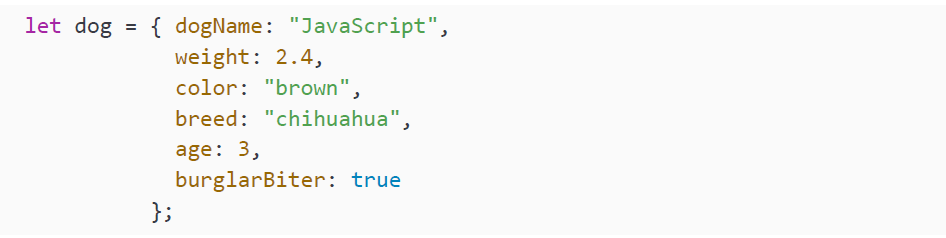 let dog = { dogName: "JavaScript",
weight: 2.4,
color: "brown",
breed: "chihuahua",
age: 3,
burglarBiter: true
};